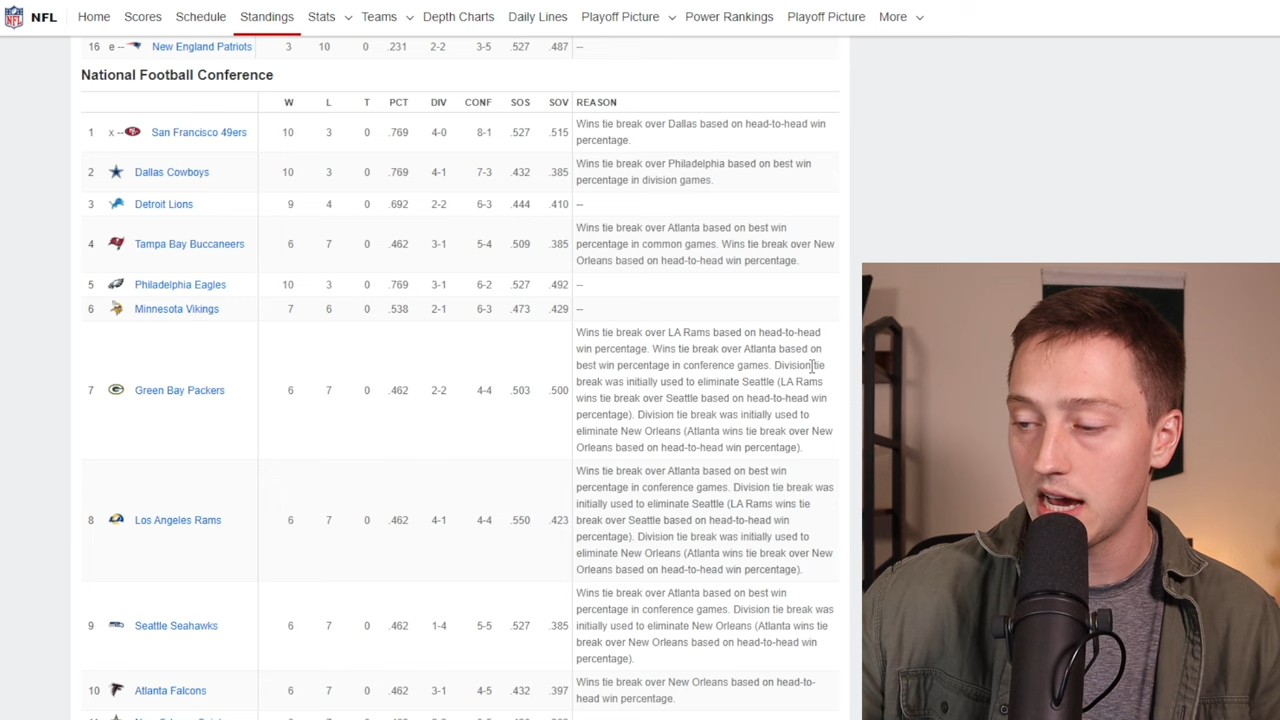 NFL Home Scores Schedule Standings Stats Teams Depth Charts Daily Lines Playoff Picture Power Rankings Playoff Picture More
16 e -- New England Patriots 3 10 0 .231 2-2 3-5 .527 .487 --
National Football Conference
W L T PCT DIV CONF SOS SOV REASON
1 x -- San Francisco 49ers 10 3 0 .769 4-0 8-1 .527 .515 Wins tie break over Dallas based on head-to-head win
percentage.
2 Dallas Cowboys 10 3 0 .769 4-1 7-3 .432 .385 Wins tie break over Philadelphia based on best win
percentage in division games.
3 Detroit Lions 9 4 0 .692 2-2 6-3 .444 .410 --
4 Tampa Bay Buccaneers 6 7 0 .462 3-1 5-4 .509 .385 Wins tie break over Atlanta based on best win
percentage in common games. Wins tie break over New
Orleans based on head-to-head win percentage.
5 Philadelphia Eagles 10 3 0 .769 3-1 6-2 .527 .492 --
6 Minnesota Vikings 7 6 0 .538 2-1 6-3 .473 .429 --
7 Green Bay Packers 6 7 0 .462 2-2 4-4 .503 .500 Wins tie break over LA Rams based on head-to-head
win percentage. Wins tie break over Atlanta based on
best win percentage in conference games. Division tie
break was initially used to eliminate Seattle (LA Rams
wins tie break over Seattle based on head-to-head win
percentage). Division tie break was initially used to
eliminate New Orleans (Atlanta wins tie break over New
Orleans based on head-to-head win percentage).
8 Los Angeles Rams 6 7 0 .462 4-1 4-4 .550 .423 Wins tie break over Atlanta based on best win
percentage in conference games. Division tie break was
initially used to eliminate Seattle (LA Rams wins tie
break over Seattle based on head-to-head win
percentage). Division tie break was initially used to
eliminate New Orleans (Atlanta wins tie break over New
Orleans based on head-to-head win percentage).
9 Seattle Seahawks 6 7 0 .462 1-4 5-5 .527 .385 Wins tie break over Atlanta based on best win
percentage in conference games. Division tie break was
initially used to eliminate New Orleans (Atlanta wins tie
break over New Orleans based on head-to-head win
percentage).
10 Atlanta Falcons 6 7 0 .462 3-1 4-5 .432 .397 Wins tie break over New Orleans based on head-to-
head win percentage.